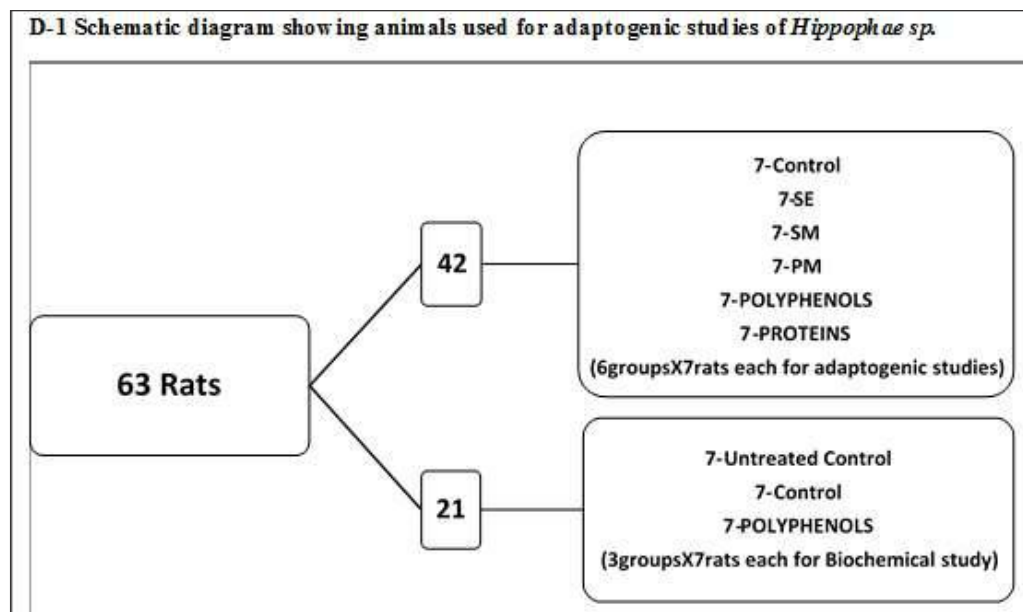 D-1 Schematic diagram showing animals used for adaptogenic studies of Hippophae sp.
63 Rats
42
7-Control
7-SE
7-SM
7-PM
7-POLYPHENOLS
7-PROTEINS
(6groupsX7rats each for adaptogenic studies)
21
7-Untreated Control
7-Control
7-POLYPHENOLS
(3groupsX7rats each for Biochemical study)